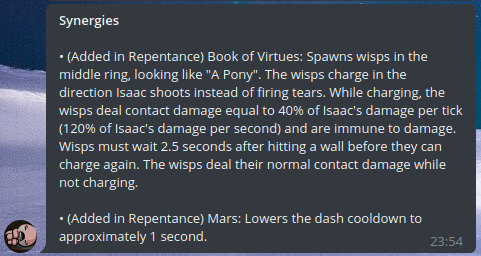 Synergies
• (Added in Repentance) Book of Virtues: Spawns wisps in the
middle ring, looking like "A Pony". The wisps charge in the
direction Isaac shoots instead of firing tears. While charging, the
wisps deal contact damage equal to 40% of Isaac's damage per tick
(120% of Isaac's damage per second) and are immune to damage.
Wisps must wait 2.5 seconds after hitting a wall before they can
charge again. The wisps deal their normal contact damage while
not charging.
• (Added in Repentance) Mars: Lowers the dash cooldown to
approximately 1 second.
23:54